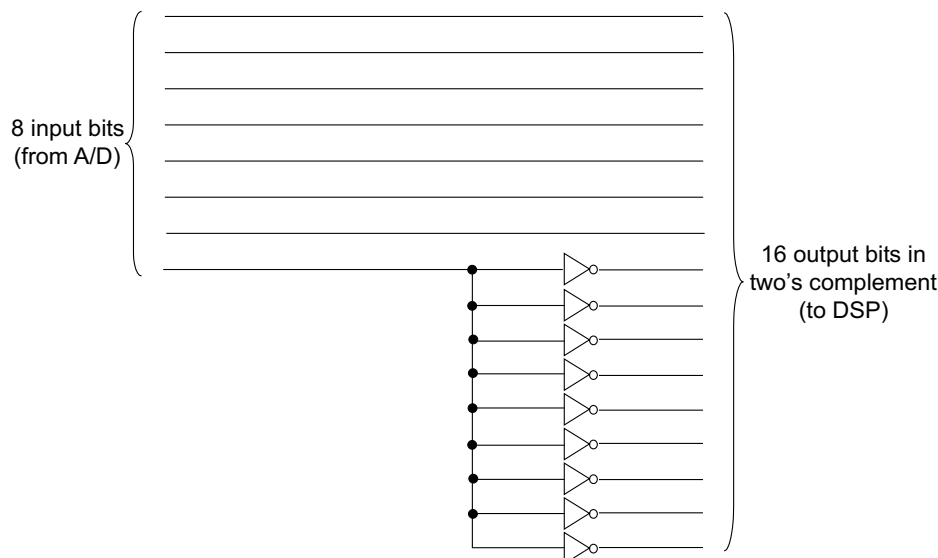 8 input bits
(from A/D)
16 output bits in
two’s complement
(to DSP)